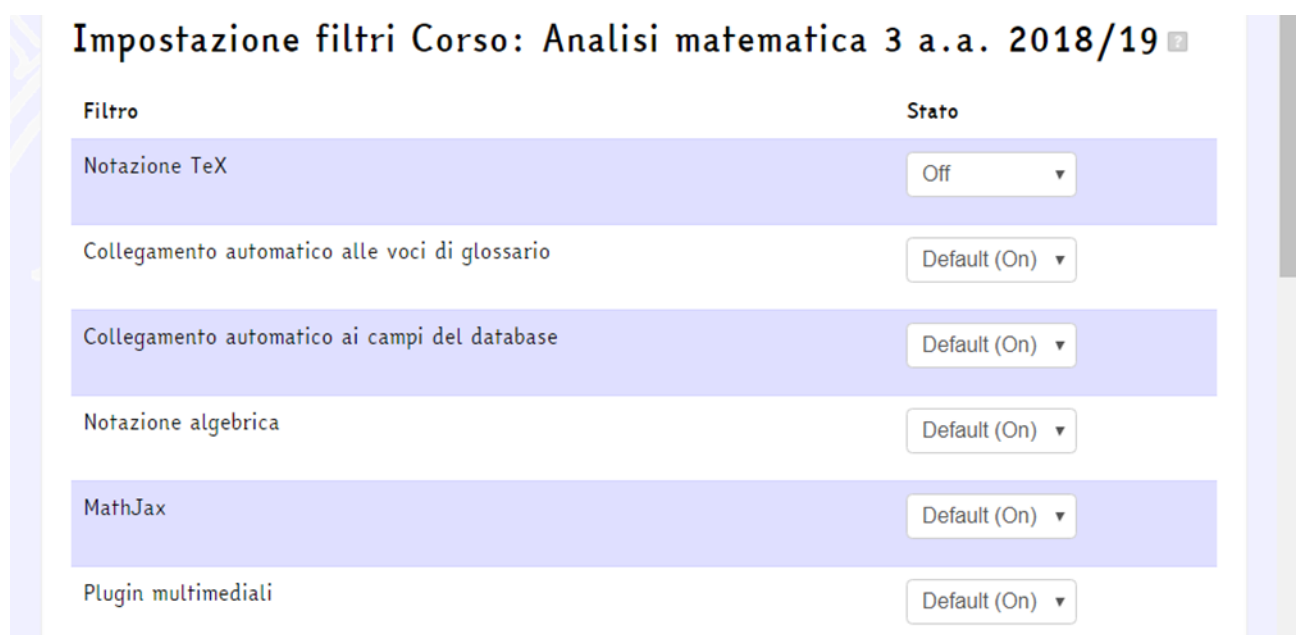 Impostazione filtri Corso: Analisi matematica 3 a.a. 2018/19 ?
Filtro Stato
Notazione TeX Off
Collegamento automatico alle voci di glossario Default (On)
Collegamento automatico ai campi del database Default (On)
Notazione algebrica Default (On)
MathJax Default (On)
Plugin multimediali Default (On)